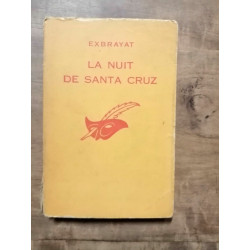 EXBRAYAT
LA NUIT
DE SANTA CRUZ